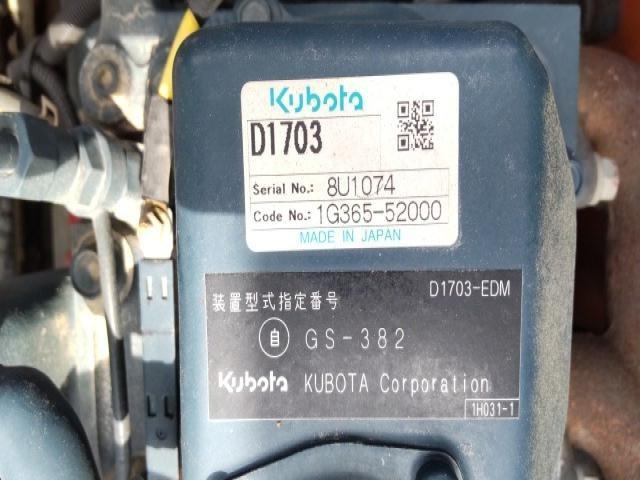 Kubota
D1703
Serial No.: 8U1074
Code No.: 1G365-52000
MADE IN JAPAN
D1703-EDM
装置型式指定番号
自 GS-382
Kubota KUBOTA Corporation
1H031-1